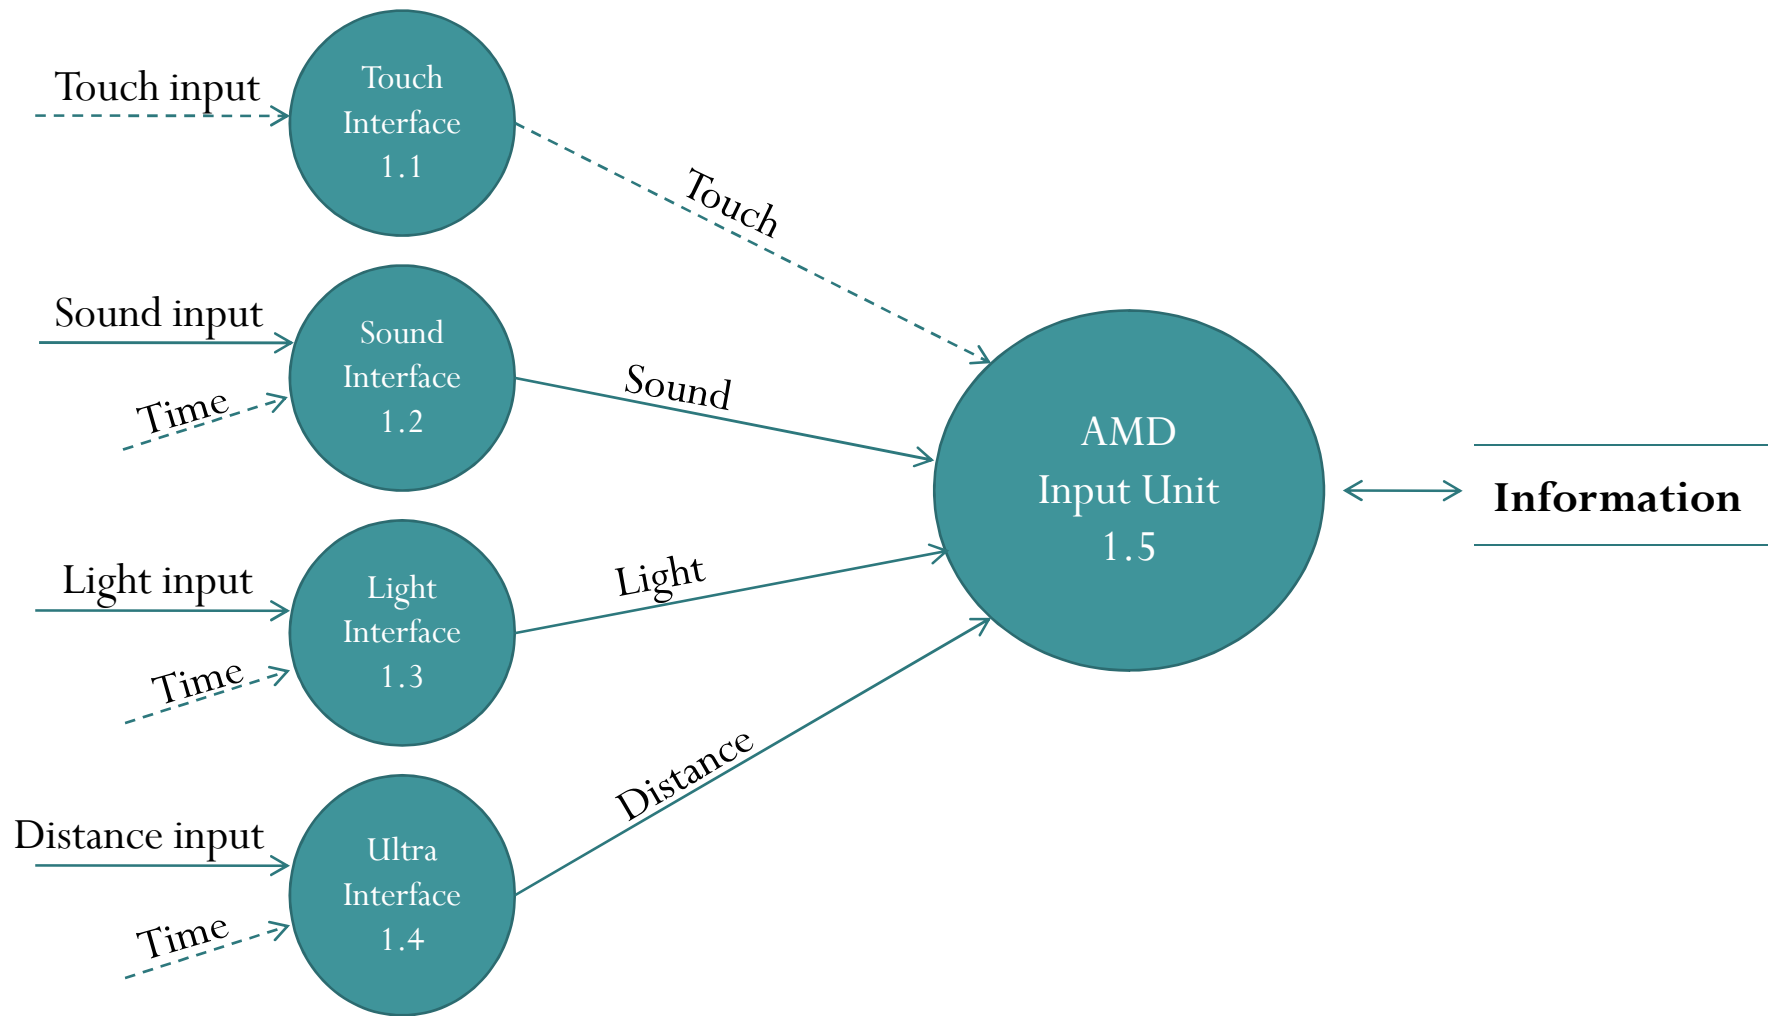 Touch input
Touch
Interface
1.1
Touch
Sound input
Time
Sound
Interface
1.2
Sound
Light input
Time
Light
Interface
1.3
Light
Distance input
Time
Ultra
Interface
1.4
Distance
AMD
Input Unit
1.5
Information